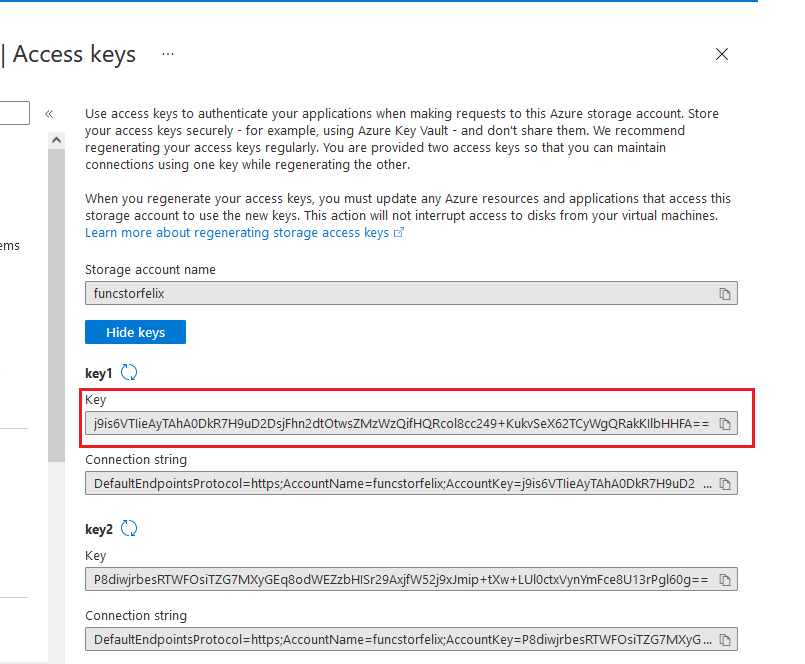 | Access keys ...
«
Use access keys to authenticate your applications when making requests to this Azure storage account. Store
your access keys securely - for example, using Azure Key Vault - and don't share them. We recommend
regenerating your access keys regularly. You are provided two access keys so that you can maintain
connections using one key while regenerating the other.
When you regenerate your access keys, you must update any Azure resources and applications that access this
storage account to use the new keys. This action will not interrupt access to disks from your virtual machines.
Learn more about regenerating storage access keys
ems
Storage account name
funcstorfelix
Hide keys
key1
Key
Connection string
DefaultEndpointsProtocol=https;AccountName=funcstorfelix;AccountKey= ...
key2
Key
Connection string
DefaultEndpointsProtocol=https;AccountName=funcstorfelix;AccountKey=P8diwjrbesRTWFOsiTZG7MXyG...